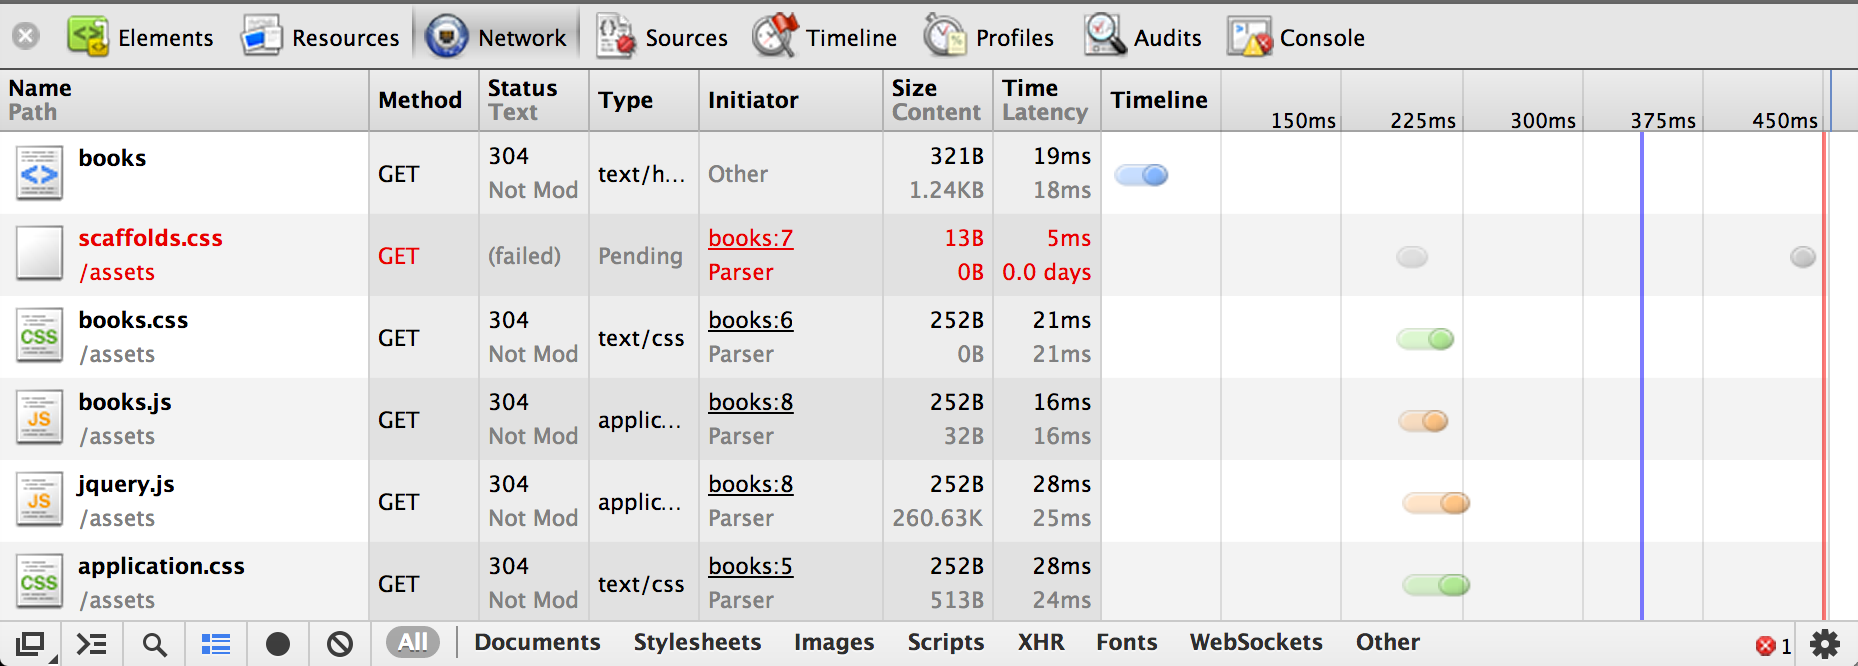 Elements Resources Network Sources Timeline Profiles Audits Console
Name Path Method Status Text Type Initiator Size Content Time Latency Timeline 150ms 225ms 300ms 375ms 450ms
books GET 304 Not Mod text/h... Other 321B 1.24KB 19ms 18ms
scaffolds.css /assets GET (failed) Pending books:7 Parser 13B 0B 5ms 0.0 days
books.css /assets GET 304 Not Mod text/css books:6 Parser 252B 0B 21ms 21ms
books.js /assets GET 304 Not Mod applic... books:8 Parser 252B 32B 16ms 16ms
jquery.js /assets GET 304 Not Mod applic... books:8 Parser 252B 260.63K 28ms 25ms
application.css /assets GET 304 Not Mod text/css books:5 Parser 252B 513B 28ms 24ms
All Documents Stylesheets Images Scripts XHR Fonts WebSockets Other 1